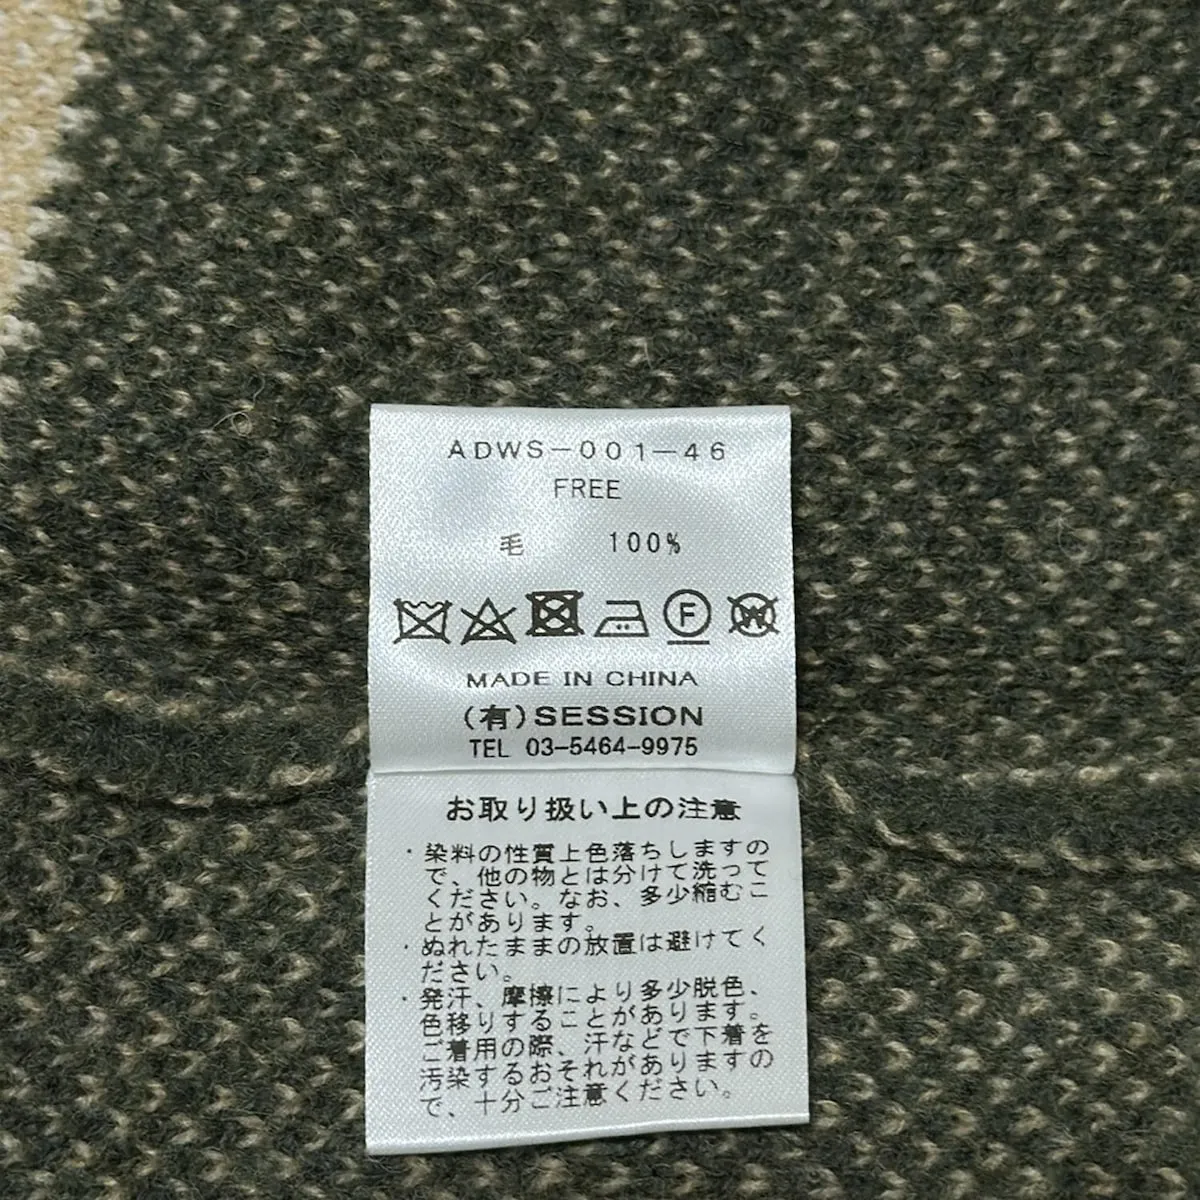 ADWS-001-46
FREE
毛 100%
F W
MADE IN CHINA
(有)SESSION
TEL 03-5464-9975
お取り扱い上の注意
・染料の性質上色落ちしますの
で、他の物とは分けて洗って
ください。なお、多少縮むこ
とがあります。
・ぬれたままの放置は避けてく
ださい。
・発汗、摩擦により多少脱色、
色移りすることがあります。
ご着用の際、汗などで下着を
汚染するおそれがありますの
で、十分ご注意ください。